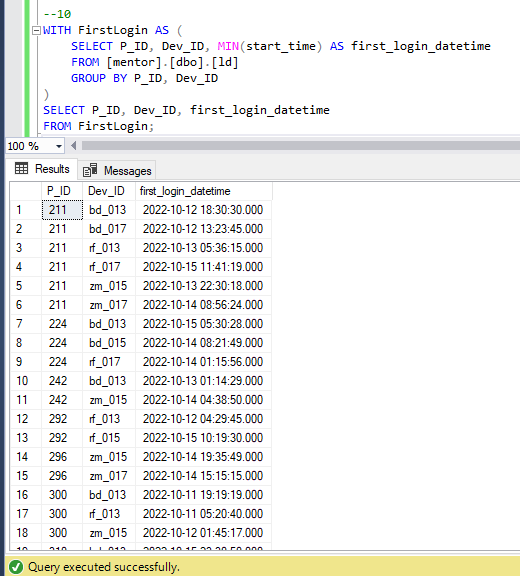 --10
WITH FirstLogin AS (
SELECT P_ID, Dev_ID, MIN(start_time) AS first_login_datetime
FROM [mentor].[dbo].[ld]
GROUP BY P_ID, Dev_ID
)
SELECT P_ID, Dev_ID, first_login_datetime
FROM FirstLogin;
100 %
Results Messages
P_ID Dev_ID first_login_datetime
1 211 bd_013 2022-10-12 18:30:30.000
2 211 bd_017 2022-10-12 13:23:45.000
3 211 rf_013 2022-10-13 05:36:15.000
4 211 rf_017 2022-10-15 11:41:19.000
5 211 zm_015 2022-10-13 22:30:18.000
6 211 zm_017 2022-10-14 08:56:24.000
7 224 bd_013 2022-10-15 05:30:28.000
8 224 bd_015 2022-10-14 08:21:49.000
9 224 rf_017 2022-10-14 01:15:56.000
10 242 bd_013 2022-10-13 01:14:29.000
11 242 zm_015 2022-10-14 04:38:50.000
12 292 rf_013 2022-10-12 04:29:45.000
13 292 rf_015 2022-10-15 10:19:30.000
14 296 zm_015 2022-10-14 19:35:49.000
15 296 zm_017 2022-10-14 15:15:15.000
16 300 bd_013 2022-10-11 19:19:19.000
17 300 rf_013 2022-10-11 05:20:40.000
18 300 zm_015 2022-10-12 01:45:17.000
Query executed successfully.